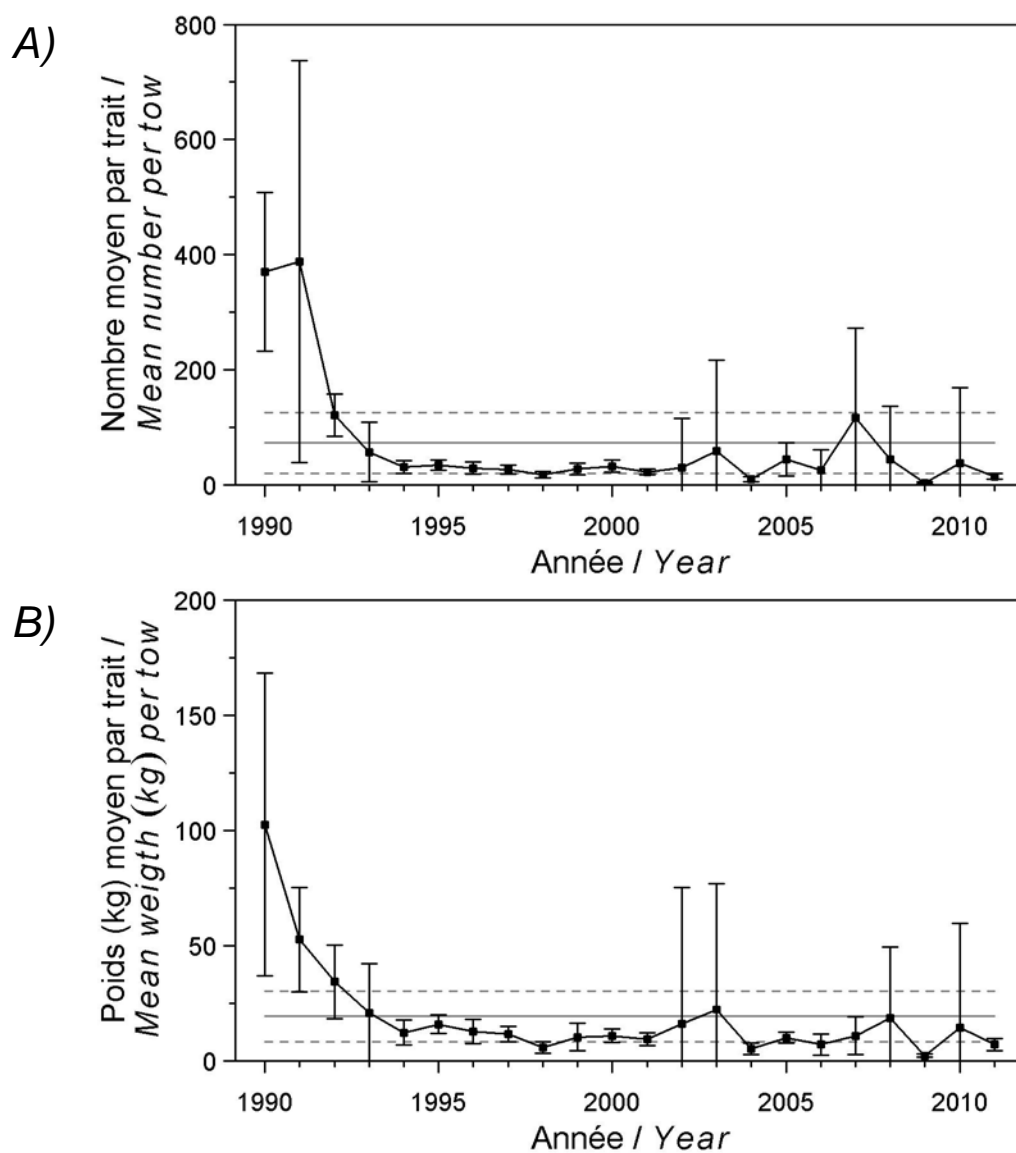 A)
Nombre moyen par trait /
Mean number per tow
800
600
400
200
0
1990
1995
2000
2005
2010
Année / Year
B)
Poids (kg) moyen par trait /
Mean weigth (kg) per tow
200
150
100
50
0
1990
1995
2000
2005
2010
Année / Year